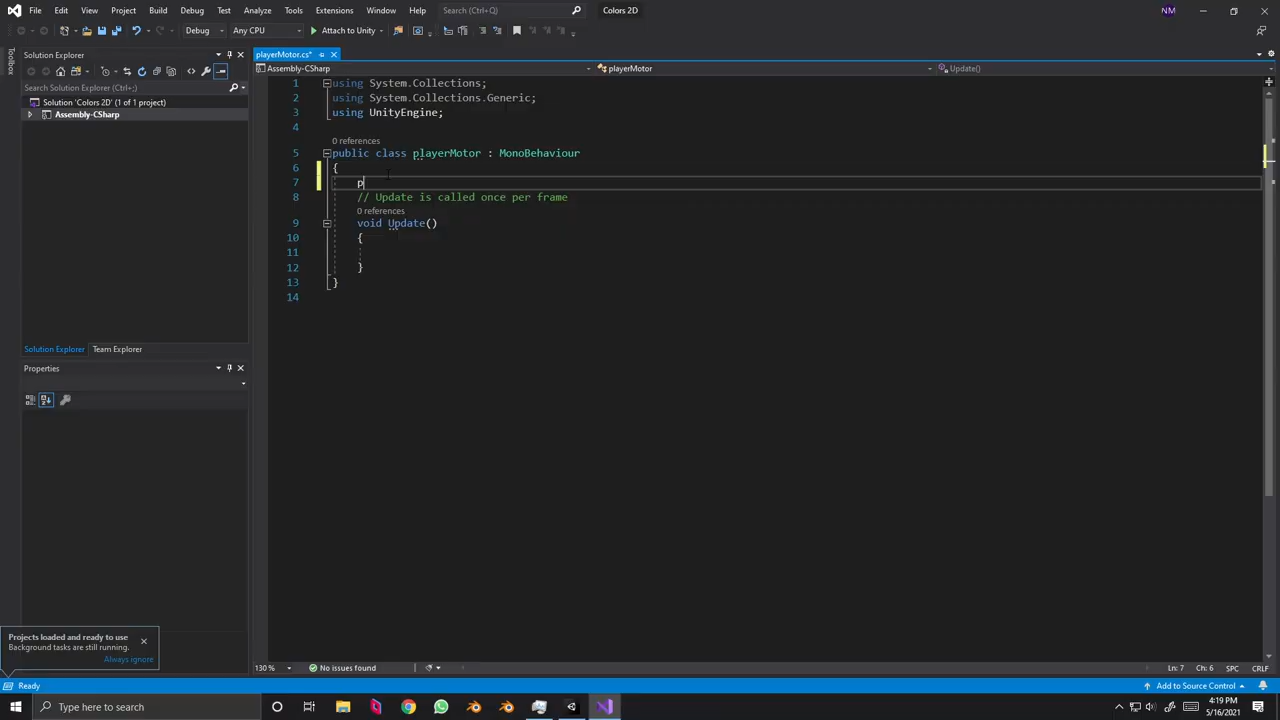 File Edit View Project Build Debug Test Analyze Tools Extensions Window Help Search (Ctrl+Q) Colors 2D NM
Debug Any CPU Attach to Unity
Toolbox
Solution Explorer
Search Solution Explorer (Ctrl+;)
Solution 'Colors 2D' (1 of 1 project)
Assembly-CSharp
Solution Explorer Team Explorer
Properties
playerMotor.cs*
Assembly-CSharp playerMotor Update()
1 using System.Collections;
2 using System.Collections.Generic;
3 using UnityEngine;
4
0 references
5 public class playerMotor : MonoBehaviour
6 {
7 p
8 // Update is called once per frame
0 references
9 void Update()
10 {
11
12 }
13 }
14
Projects loaded and ready to use
Background tasks are still running.
Always ignore
130 % No issues found Ln: 7 Ch: 6 SPC CRLF
Ready Add to Source Control
Type here to search
4:19 PM
5/16/2021